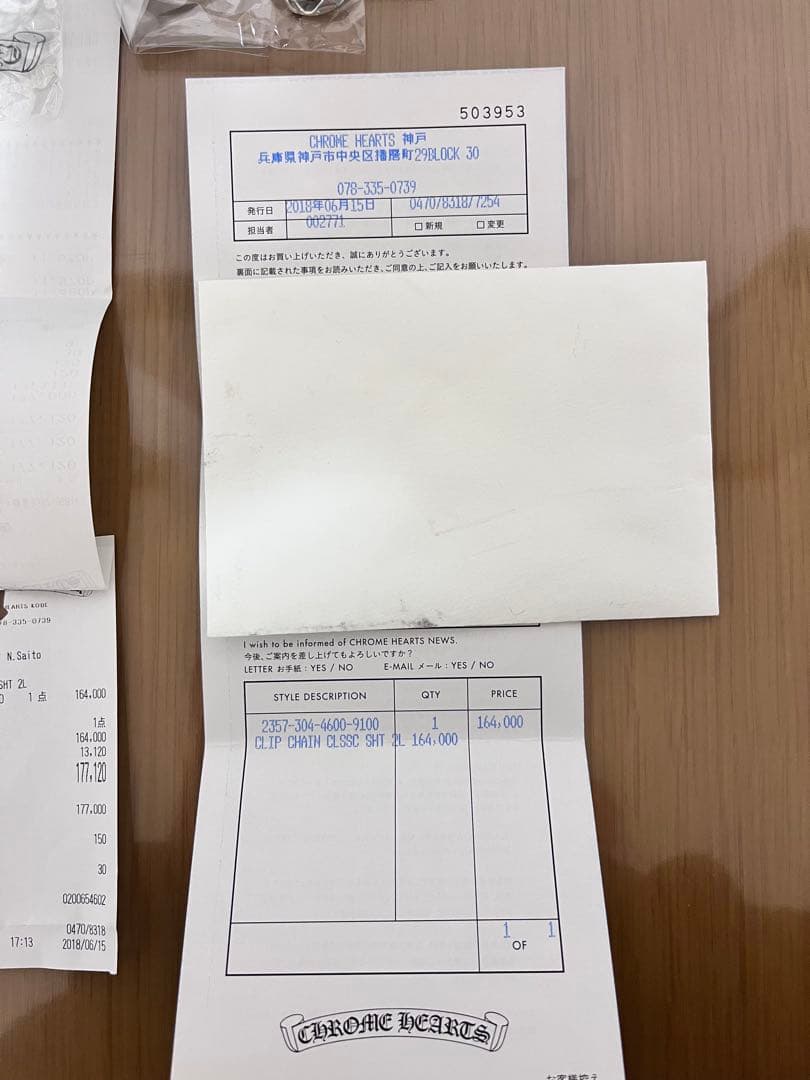 503953
CHROME HEARTS 神戸
兵庫県神戸市中央区播磨町29BLOCK 30
078-335-0739
発行日 2018年06月15日 0470/8318/7254
担当者 002771 □新規 □変更
この度はお買い上げいただき、誠にありがとうございます。
裏面に記載された事項をお読みいただき、ご同意の上、ご記入をお願いいたします。
I wish to be informed of CHROME HEARTS NEWS.
今後、ご案内を差し上げてもよろしいですか?
LETTER お手紙:YES / NO E-MAIL メール:YES / NO
STYLE DESCRIPTION QTY PRICE
2357-304-4600-9100 1 164,000
CLIP CHAIN CLSSC SHT 2L 164,000
1 OF 1
CHROME HEARTS
HEARTS KOBE
8-335-0739
N.Saito
SHT 2L
0 1点 164,000
1点
164,000
13,120
177,120
177,000
150
30
0200654602
0470/8318
17:13 2018/06/15